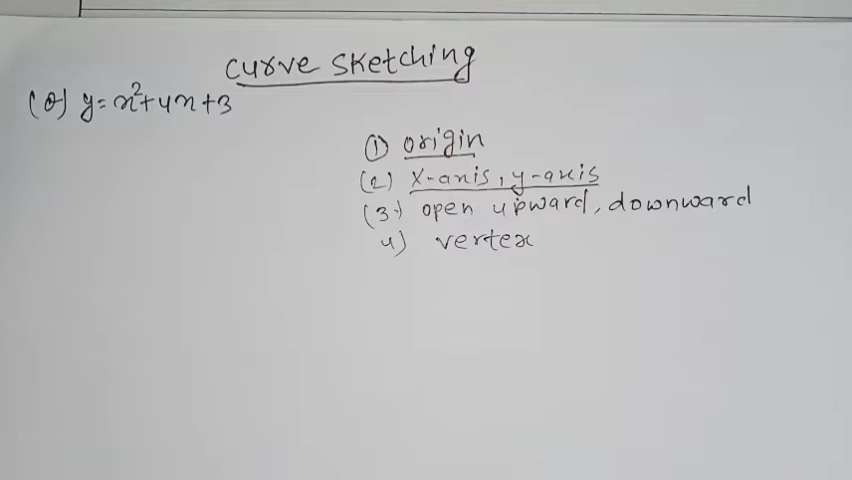 Curve Sketching
(Q) y = x² + 4x + 3
① origin
(2) X-axis, y-axis
(3.) open upward, downward
4) vertex